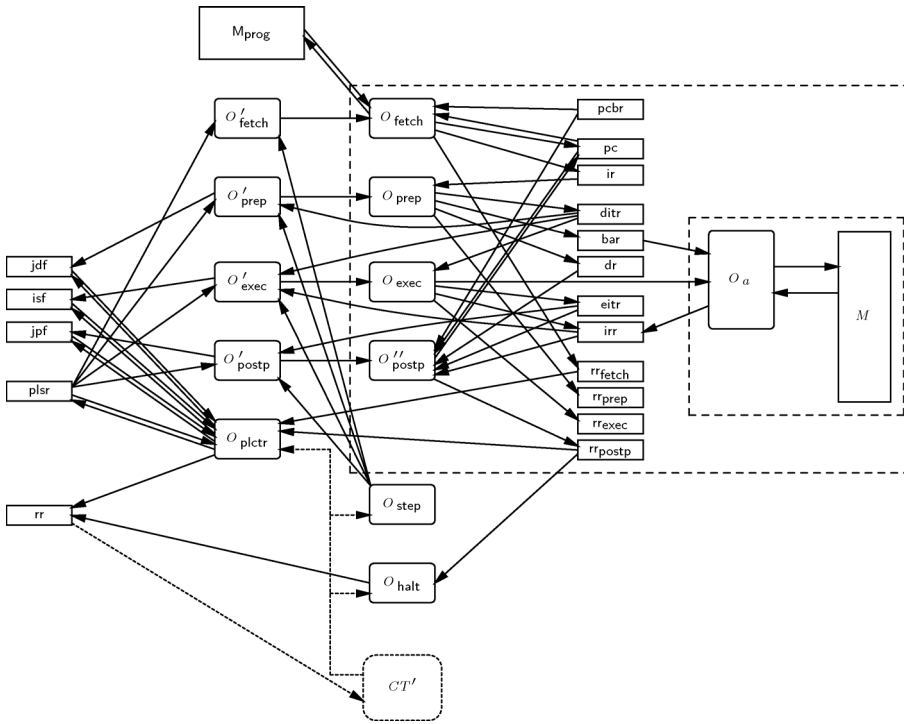 M_prog
O′_fetch
O_fetch
pcbr
pc
ir
O′_prep
O_prep
ditr
bar
dr
O_a
M
jdf
isf
jpf
plsr
O′_exec
O_exec
eitr
irr
O′_postp
O″_postp
rr_fetch
rr_prep
rr_exec
rr_postp
O_plctr
rr
O_step
O_halt
CT′